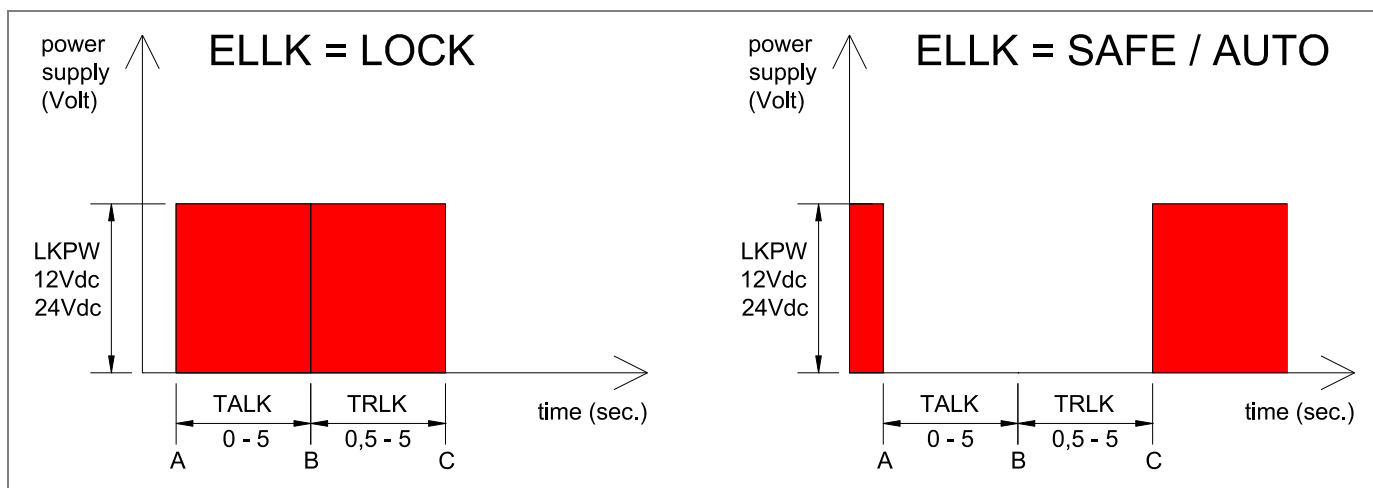 power
supply
(Volt)
ELLK = LOCK
LKPW
12Vdc
24Vdc
TALK
0 - 5
TRLK
0,5 - 5
time (sec.)
A
B
C
power
supply
(Volt)
ELLK = SAFE / AUTO
LKPW
12Vdc
24Vdc
TALK
0 - 5
TRLK
0,5 - 5
time (sec.)
A
B
C